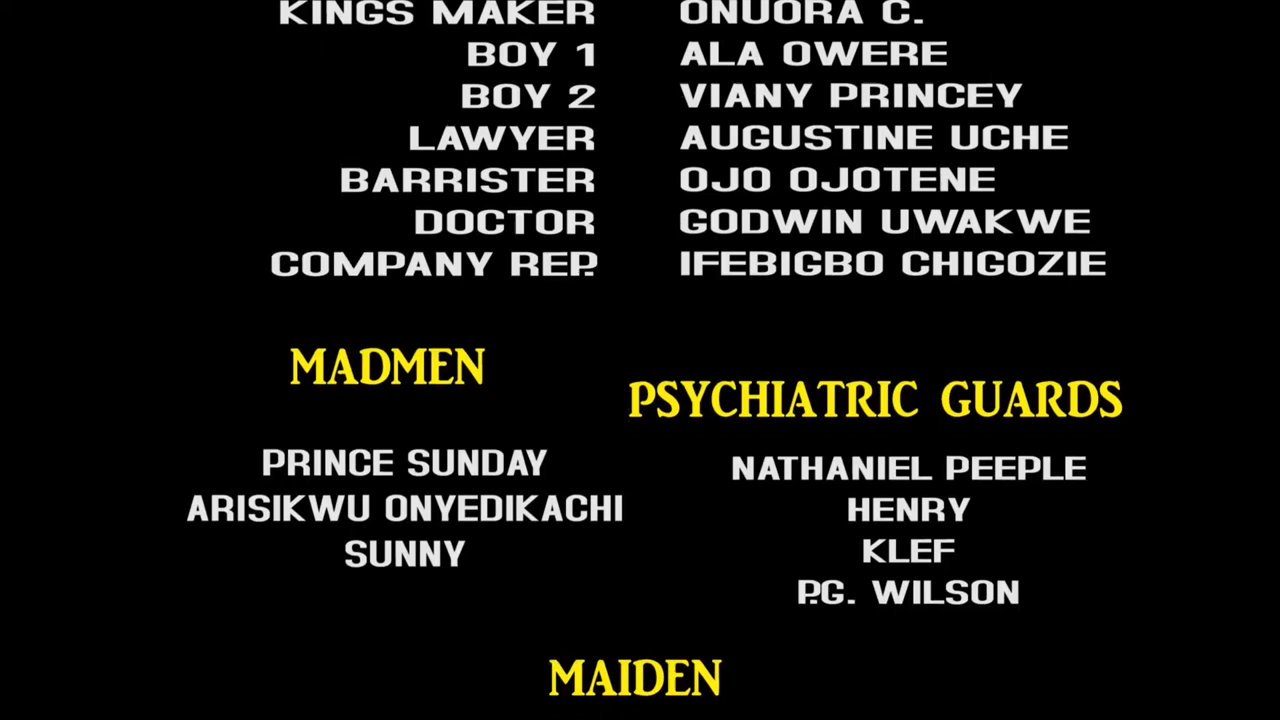 KINGS MAKER ONUORA C.
BOY 1 ALA OWERE
BOY 2 VIANY PRINCEY
LAWYER AUGUSTINE UCHE
BARRISTER OJO OJOTENE
DOCTOR GODWIN UWAKWE
COMPANY REP. IFEBIGBO CHIGOZIE
MADMEN
PRINCE SUNDAY
ARISIKWU ONYEDIKACHI
SUNNY
PSYCHIATRIC GUARDS
NATHANIEL PEEPLE
HENRY
KLEF
P.G. WILSON
MAIDEN